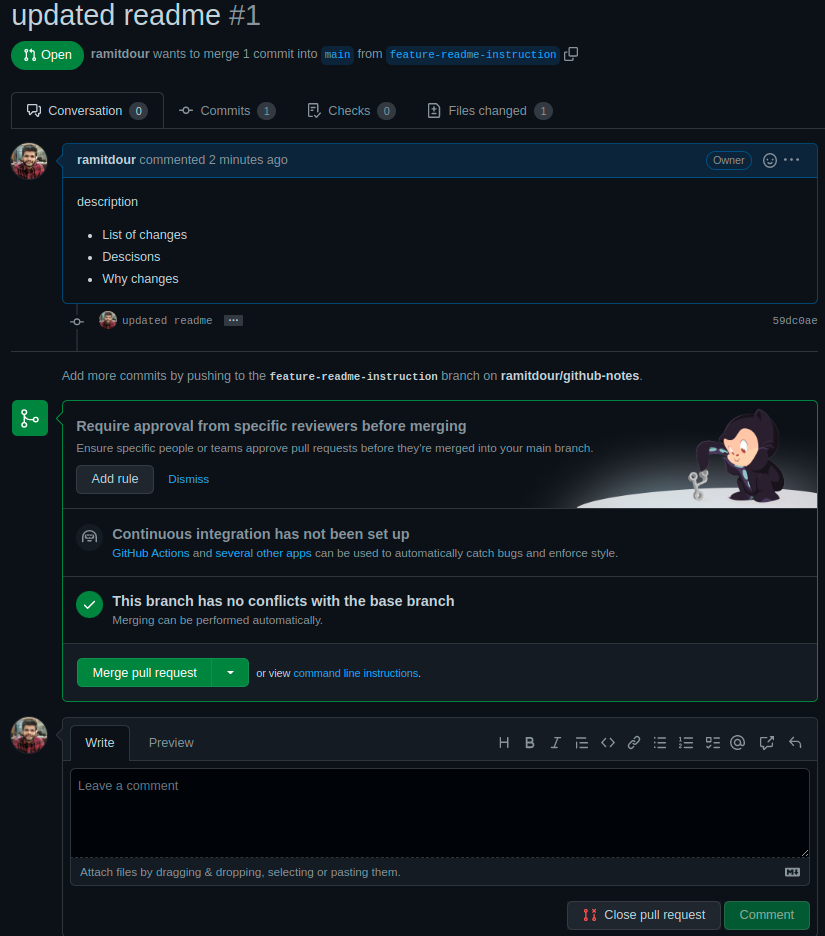 updated readme #1
Open ramitdour wants to merge 1 commit into main from feature-readme-instruction
Conversation 0 Commits 1 Checks 0 Files changed 1
ramitdour commented 2 minutes ago Owner
description
List of changes
Descisons
Why changes
updated readme 59dc0ae
Add more commits by pushing to the feature-readme-instruction branch on ramitdour/github-notes.
Require approval from specific reviewers before merging
Ensure specific people or teams approve pull requests before they're merged into your main branch.
Add rule Dismiss
Continuous integration has not been set up
GitHub Actions and several other apps can be used to automatically catch bugs and enforce style.
This branch has no conflicts with the base branch
Merging can be performed automatically.
Merge pull request or view command line instructions.
Write Preview
Leave a comment
Attach files by dragging & dropping, selecting or pasting them.
Close pull request Comment